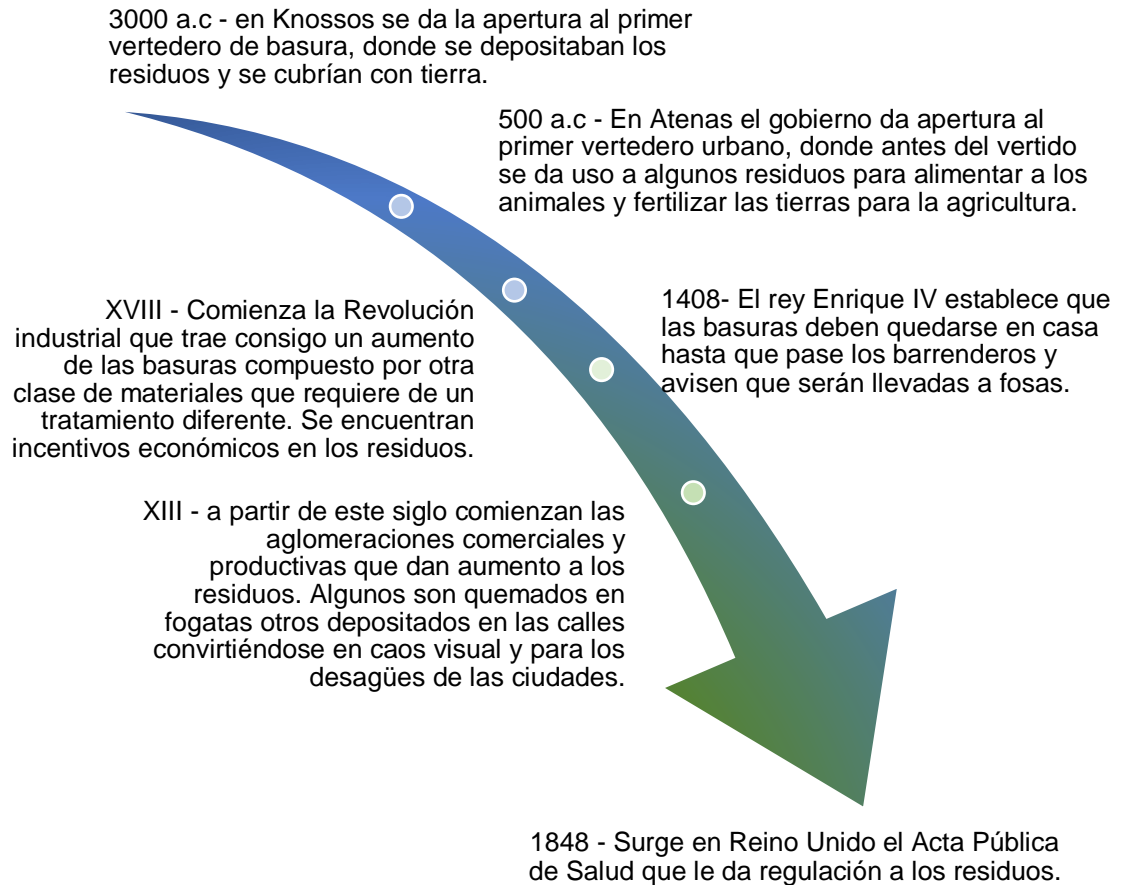 3000 a.c - en Knossos se da la apertura al primer
vertedero de basura, donde se depositaban los
residuos y se cubrían con tierra.
500 a.c - En Atenas el gobierno da apertura al
primer vertedero urbano, donde antes del vertido
se da uso a algunos residuos para alimentar a los
animales y fertilizar las tierras para la agricultura.
XVIII - Comienza la Revolución
industrial que trae consigo un aumento
de las basuras compuesto por otra
clase de materiales que requiere de un
tratamiento diferente. Se encuentran
incentivos económicos en los residuos.
1408- El rey Enrique IV establece que
las basuras deben quedarse en casa
hasta que pase los barrenderos y
avisen que serán llevadas a fosas.
XIII - a partir de este siglo comienzan las
aglomeraciones comerciales y
productivas que dan aumento a los
residuos. Algunos son quemados en
fogatas otros depositados en las calles
convirtiéndose en caos visual y para los
desagües de las ciudades.
1848 - Surge en Reino Unido el Acta Pública
de Salud que le da regulación a los residuos.